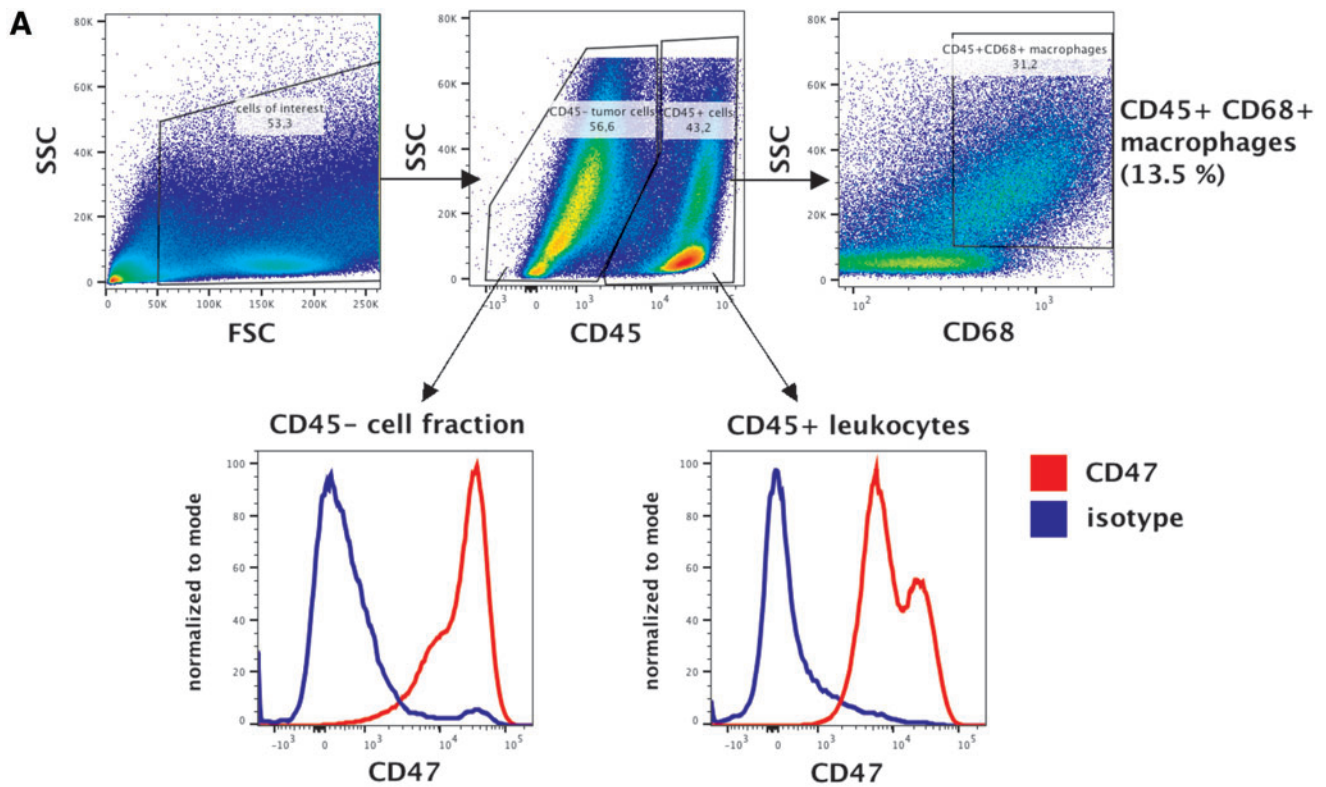 A
80K
60K
40K
20K
0
SSC
cells of interest
53,3
0 50K 100K 150K 200K 250K
FSC
80K
60K
40K
20K
0
SSC
CD45- tumor cells
56,6
CD45+ cells
43,2
-10³ 0 10³ 10⁴ 10⁵
CD45
80K
60K
40K
20K
0
SSC
CD45+CD68+ macrophages
31,2
10² 10³
CD68
CD45+ CD68+
macrophages
(13.5 %)
CD45- cell fraction
100
80
60
40
20
0
normalized to mode
-10³ 0 10³ 10⁴ 10⁵
CD47
CD45+ leukocytes
100
80
60
40
20
0
normalized to mode
-10³ 0 10³ 10⁴ 10⁵
CD47
CD47
isotype